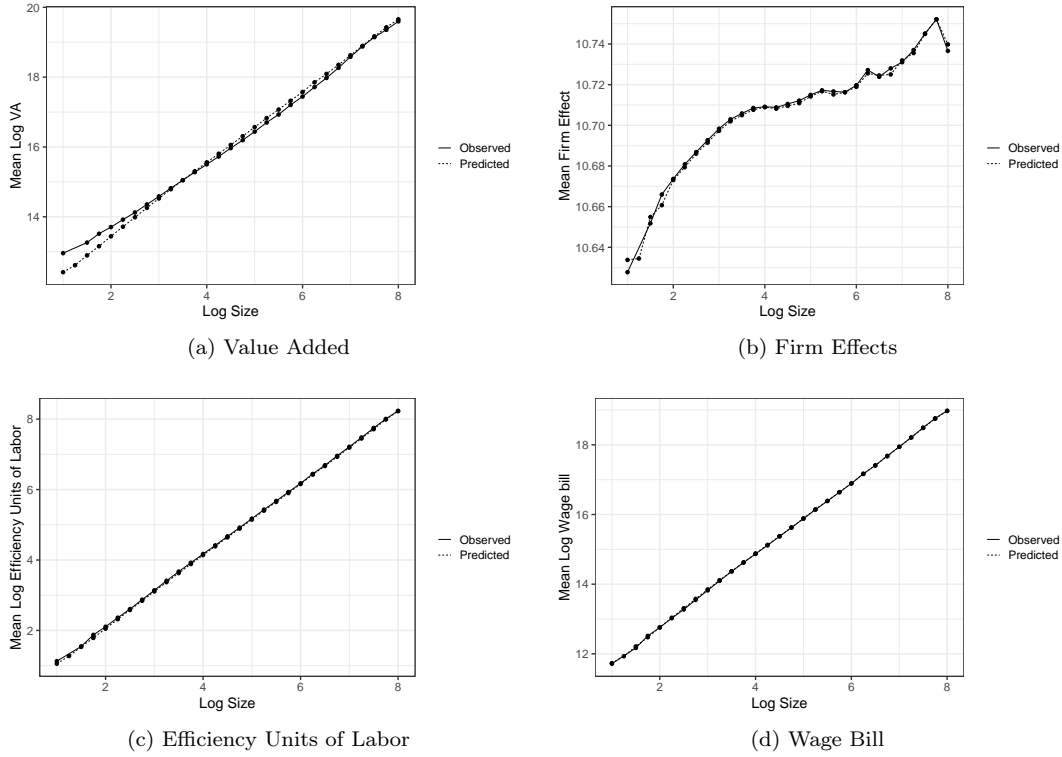 20
18
16
14
Mean Log VA
2
4
6
8
Log Size
Observed
Predicted
(a) Value Added
10.74
10.72
10.70
10.68
10.66
10.64
Mean Firm Effect
2
4
6
8
Log Size
Observed
Predicted
(b) Firm Effects
8
6
4
2
Mean Log Efficiency Units of Labor
2
4
6
8
Log Size
Observed
Predicted
(c) Efficiency Units of Labor
18
16
14
12
Mean Log Wage bill
2
4
6
8
Log Size
Observed
Predicted
(d) Wage Bill